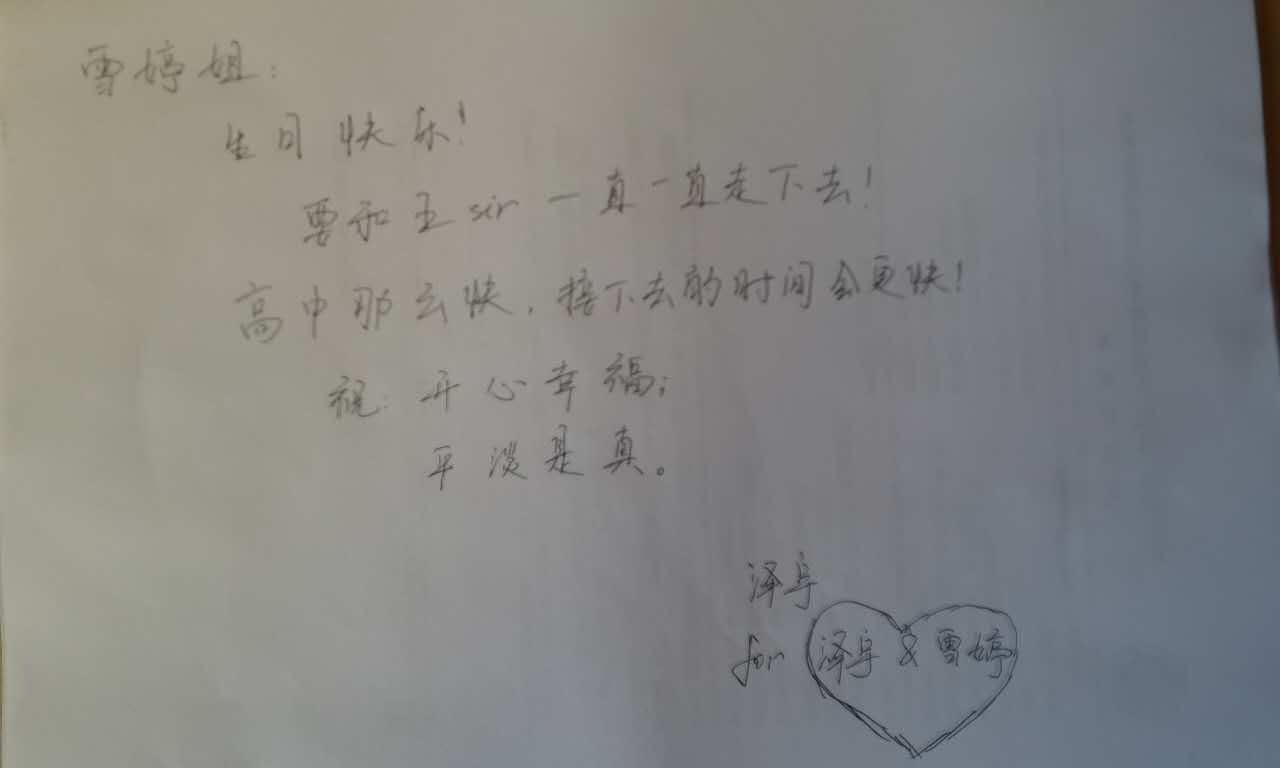 雪婷姐：
生日快乐！
要和王sir一直一直走下去！
高中那么快，接下去的时间会更快！
祝：开心幸福；
平淡是真。
泽阜
for 泽阜 & 雪婷